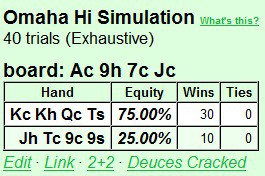 Omaha Hi Simulation What's this?
40 trials (Exhaustive)
board: Ac 9h 7c Jc
Hand Equity Wins Ties
Kc Kh Qc Ts 75.00% 30 0
Jh Tc 9c 9s 25.00% 10 0
Edit · Link · 2+2 · Deuces Cracked